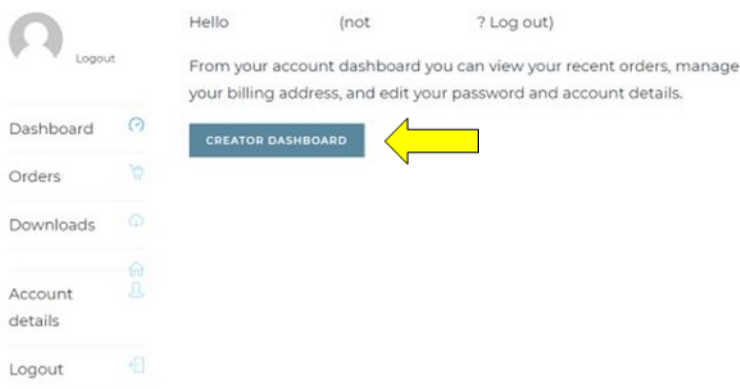 Logout
Dashboard
Orders
Downloads
Account
details
Logout
Hello (not ? Log out)
From your account dashboard you can view your recent orders, manage
your billing address, and edit your password and account details.
CREATOR DASHBOARD